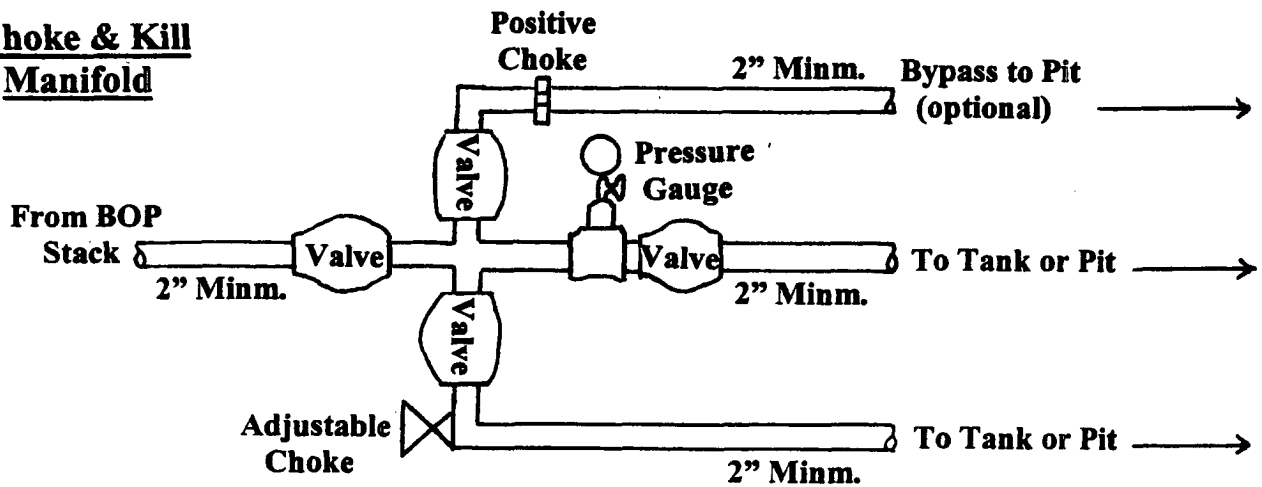 hoke & Kill
Manifold
Positive
Choke
2” Minm.
Bypass to Pit
(optional)
Valve
Pressure
Gauge
From BOP
Stack
Valve
Valve
To Tank or Pit
2” Minm.
2” Minm.
Valve
Adjustable
Choke
To Tank or Pit
2” Minm.